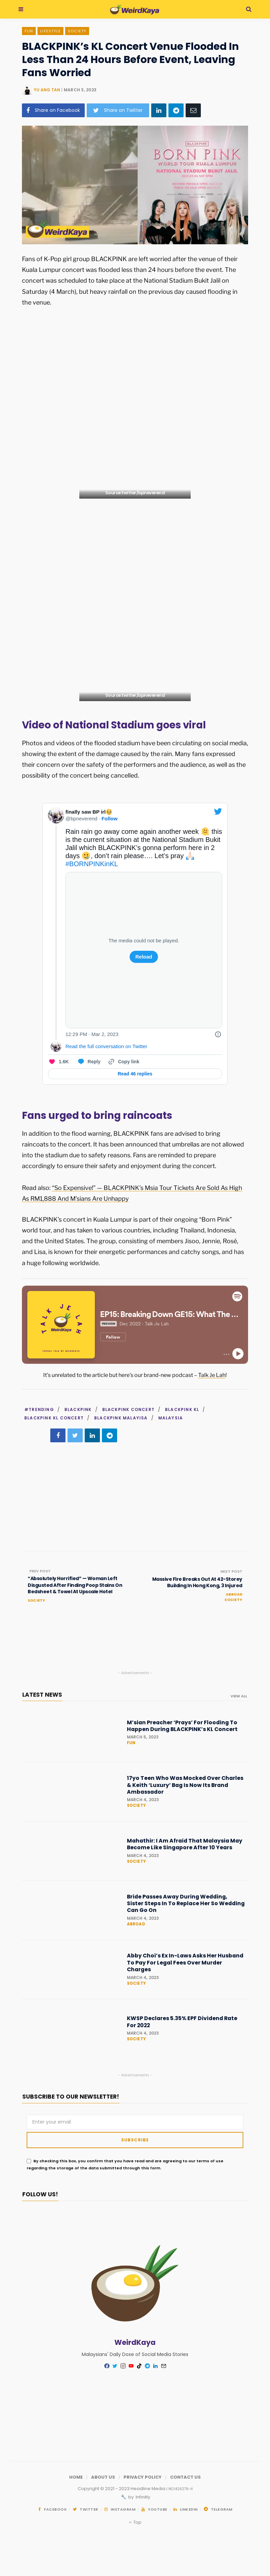 WeirdKaya
FUN LIFESTYLE SOCIETY
BLACKPINK's KL Concert Venue Flooded In
Less Than 24 Hours Before Event, Leaving
Fans Worried
FU ANG TAN | MARCH 3, 2023
Share on Facebook Share on Twitter
WeirdKaya
BORN PINK
WORLD TOUR KUALA LUMPUR
NATIONAL STADIUM BUKIT JALIL
Fans of K-Pop girl group BLACKPINK are left worried after the venue of their
Kuala Lumpur concert was flooded less than 24 hours before the event. The
concert was scheduled to take place at the National Stadium Bukit Jalil on
Saturday (4 March), but heavy rainfall on the previous day caused flooding in
the venue.
Video of National Stadium goes viral
Photos and videos of the flooded stadium have been circulating on social media,
showing the extent of the damage caused by the rain. Many fans expressed
their concern over the safety of the performers and the audience, as well as the
possibility of the concert being cancelled.
finally saw BP irl🥹
@bpneverend · Follow
Rain rain go away come again another week 🫠 this
is the current situation at the National Stadium Bukit
Jalil which BLACKPINK's gonna perform here in 2
days 🥲, don't rain please…. Let's pray 🙏🏻
#BORNPINKinKL
The media could not be played.
Reload
12:29 PM · Mar 2, 2023
Read the full conversation on Twitter
1.6K Reply Copy link
Read 46 replies
Fans urged to bring raincoats
In addition to the flood warning, BLACKPINK fans are advised to bring
raincoats to the concert. It has been announced that umbrellas are not allowed
into the stadium due to safety reasons. Fans are reminded to prepare
accordingly to ensure their safety and enjoyment during the concert.
Read also: “So Expensive!” — BLACKPINK's Msia Tour Tickets Are Sold As High
As RM1,888 And M'sians Are Unhappy
BLACKPINK's concert in Kuala Lumpur is part of their ongoing “Born Pink”
world tour, and has taken them to various countries, including Thailand, Indonesia,
and the United States. The group, consisting of members Jisoo, Jennie, Rosé,
and Lisa, is known for their energetic performances and catchy songs, and has
a huge following worldwide.
TALK JE LAH
WeirdKaya
EP15: Breaking Down GE15: What The ...
PREVIEW Dec 2022 · Talk Je Lah
Follow
It's unrelated to the article but here's our brand-new podcast – Talk Je Lah!
#TRENDING / BLACKPINK / BLACKPINK CONCERT / BLACKPINK KL /
BLACKPINK KL CONCERT / BLACKPINK MALAYISA / MALAYSIA
PREV POST
“Absolutely Horrified” — Woman Left
Disgusted After Finding Poop Stains On
Bedsheet & Towel At Upscale Hotel
SOCIETY
NEXT POST
Massive Fire Breaks Out At 42-Storey
Building In Hong Kong, 3 Injured
ABROAD
SOCIETY
- Advertisements -
LATEST NEWS
VIEW ALL
M'sian Preacher ‘Prays’ For Flooding To
Happen During BLACKPINK's KL Concert
MARCH 5, 2023
FUN
17yo Teen Who Was Mocked Over Charles
& Keith ‘Luxury’ Bag Is Now Its Brand
Ambassador
MARCH 4, 2023
SOCIETY
Mahathir: I Am Afraid That Malaysia May
Become Like Singapore After 10 Years
MARCH 4, 2023
SOCIETY
Bride Passes Away During Wedding,
Sister Steps In To Replace Her So Wedding
Can Go On
MARCH 4, 2023
ABROAD
Abby Choi's Ex In-Laws Asks Her Husband
To Pay For Legal Fees Over Murder
Charges
MARCH 4, 2023
SOCIETY
KWSP Declares 5.35% EPF Dividend Rate
For 2022
MARCH 4, 2023
SOCIETY
- Advertisements -
SUBSCRIBE TO OUR NEWSLETTER!
Enter your email
SUBSCRIBE
By checking this box, you confirm that you have read and are agreeing to our terms of use
regarding the storage of the data submitted through this form.
FOLLOW US!
WeirdKaya
Malaysians' Daily Dose of Social Media Stories
HOME / ABOUT US / PRIVACY POLICY / CONTACT US
Copyright © 2021 - 2023 Headline Media
🔧 by Infinity.
FACEBOOK TWITTER INSTAGRAM YOUTUBE LINKEDIN TELEGRAM
Top